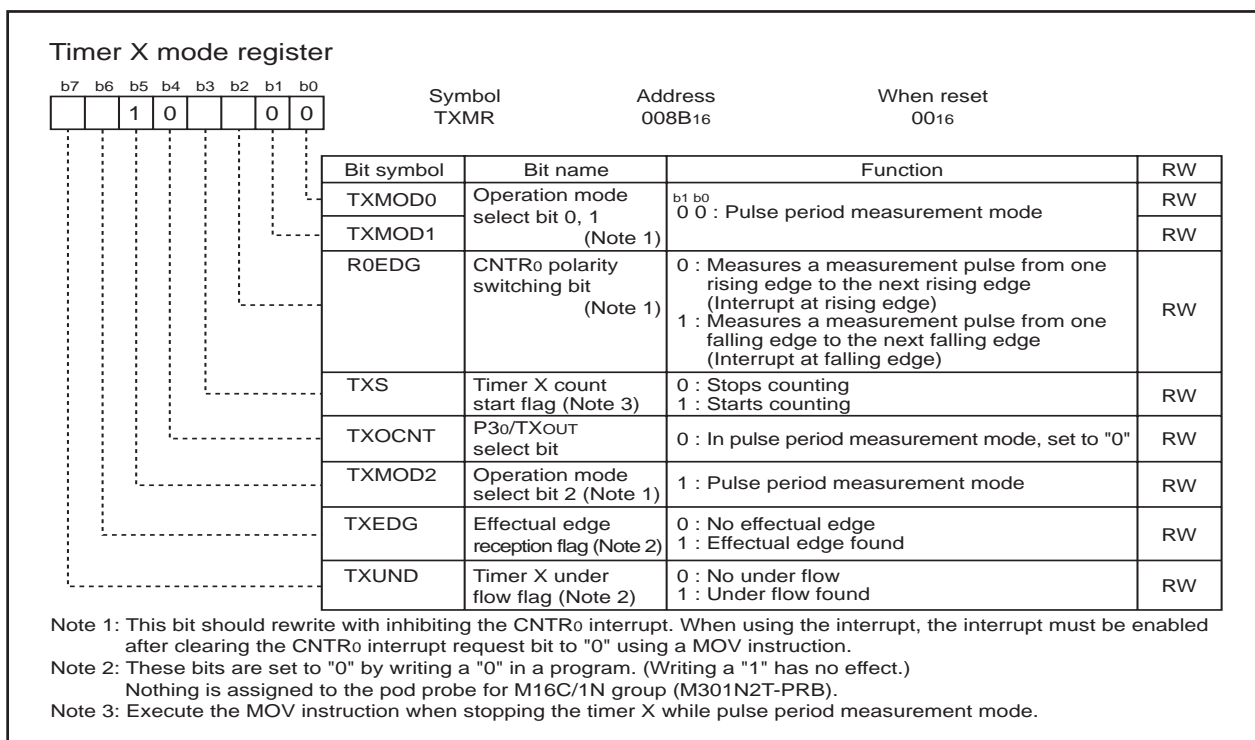 Timer X mode register
b7 b6 b5 b4 b3 b2 b1 b0
1 0 0 0
Symbol Address When reset
TXMR 008B16 0016
Bit symbol Bit name Function RW
TXMOD0 Operation mode select bit 0, 1 (Note 1) b1 b0 RW
0 0 : Pulse period measurement mode
TXMOD1 RW
R0EDG CNTR0 polarity 0 : Measures a measurement pulse from one
switching bit rising edge to the next rising edge
(Note 1) (Interrupt at rising edge) RW
1 : Measures a measurement pulse from one
falling edge to the next falling edge
(Interrupt at falling edge)
TXS Timer X count 0 : Stops counting RW
start flag (Note 3) 1 : Starts counting
TXOCNT P30/TXOUT 0 : In pulse period measurement mode, set to "0" RW
select bit
TXMOD2 Operation mode 1 : Pulse period measurement mode RW
select bit 2 (Note 1)
TXEDG Effectual edge 0 : No effectual edge RW
reception flag (Note 2) 1 : Effectual edge found
TXUND Timer X under 0 : No under flow RW
flow flag (Note 2) 1 : Under flow found
Note 1: This bit should rewrite with inhibiting the CNTR0 interrupt. When using the interrupt, the interrupt must be enabled
after clearing the CNTR0 interrupt request bit to "0" using a MOV instruction.
Note 2: These bits are set to "0" by writing a "0" in a program. (Writing a "1" has no effect.)
Nothing is assigned to the pod probe for M16C/1N group (M301N2T-PRB).
Note 3: Execute the MOV instruction when stopping the timer X while pulse period measurement mode.